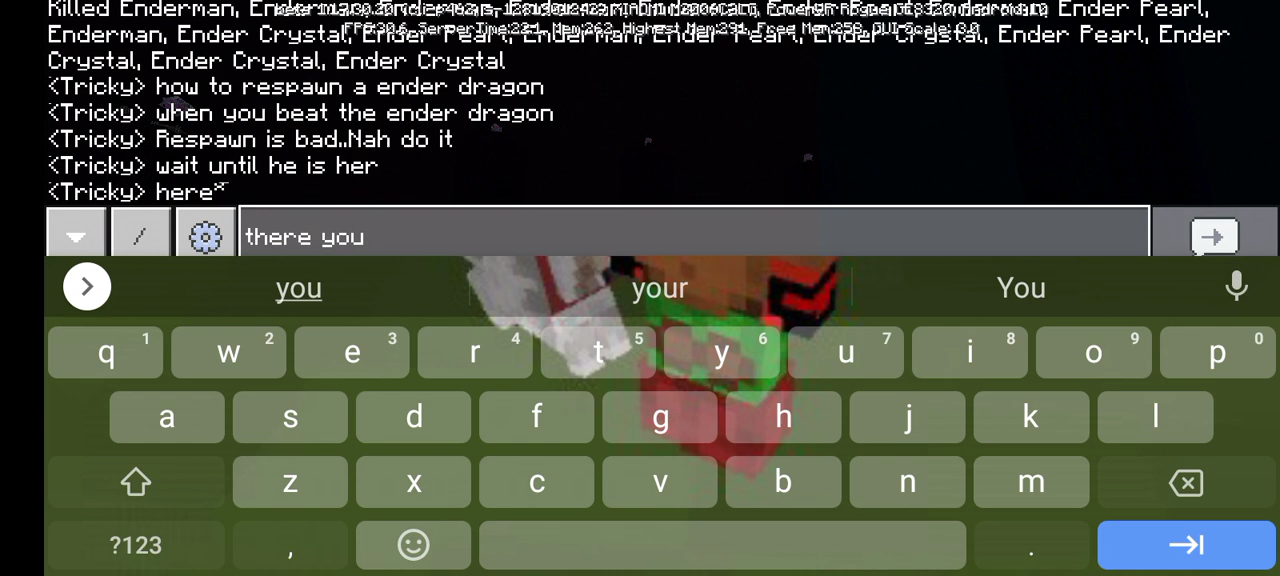 Killed Enderman, Ender Pearl,
Enderman, Ender Crystal, Ender Pearl, Enderman, Ender Pearl, Ender Crystal, Ender Pearl, Ender
Crystal, Ender Crystal, Ender Crystal
<Tricky> how to respawn a ender dragon
<Tricky> when you beat the ender dragon
<Tricky> Respawn is bad..Nah do it
<Tricky> wait until he is her
<Tricky> here*
/ there you
you your You
q 1 w 2 e 3 r 4 t 5 y 6 u 7 i 8 o 9 p 0
a s d f g h j k l
z x c v b n m
?123 , .